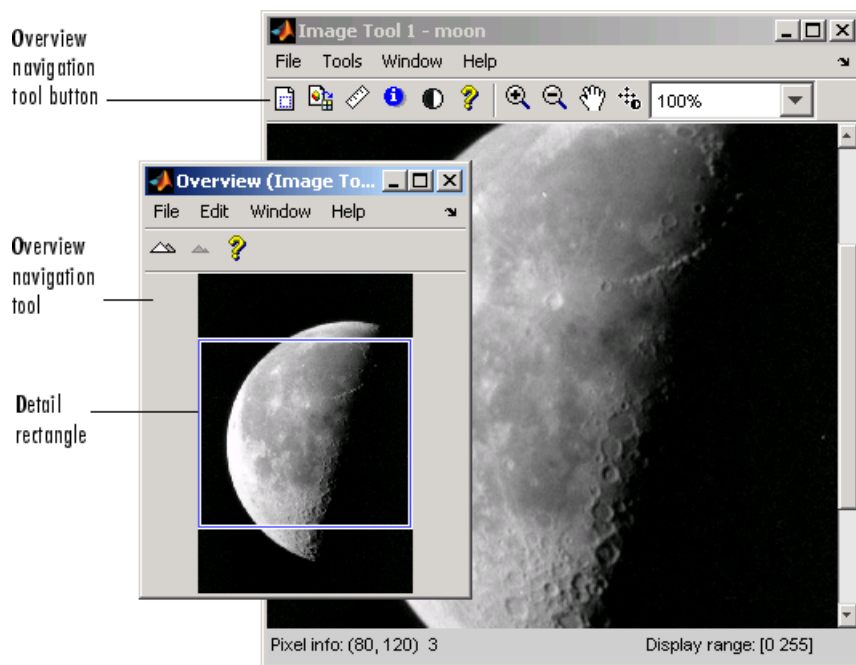 Overview
navigation
tool button
Image Tool 1 - moon
File Tools Window Help
100%
Overview (Image To...
File Edit Window Help
Overview
navigation
tool
Detail
rectangle
Pixel info: (80, 120) 3
Display range: [0 255]